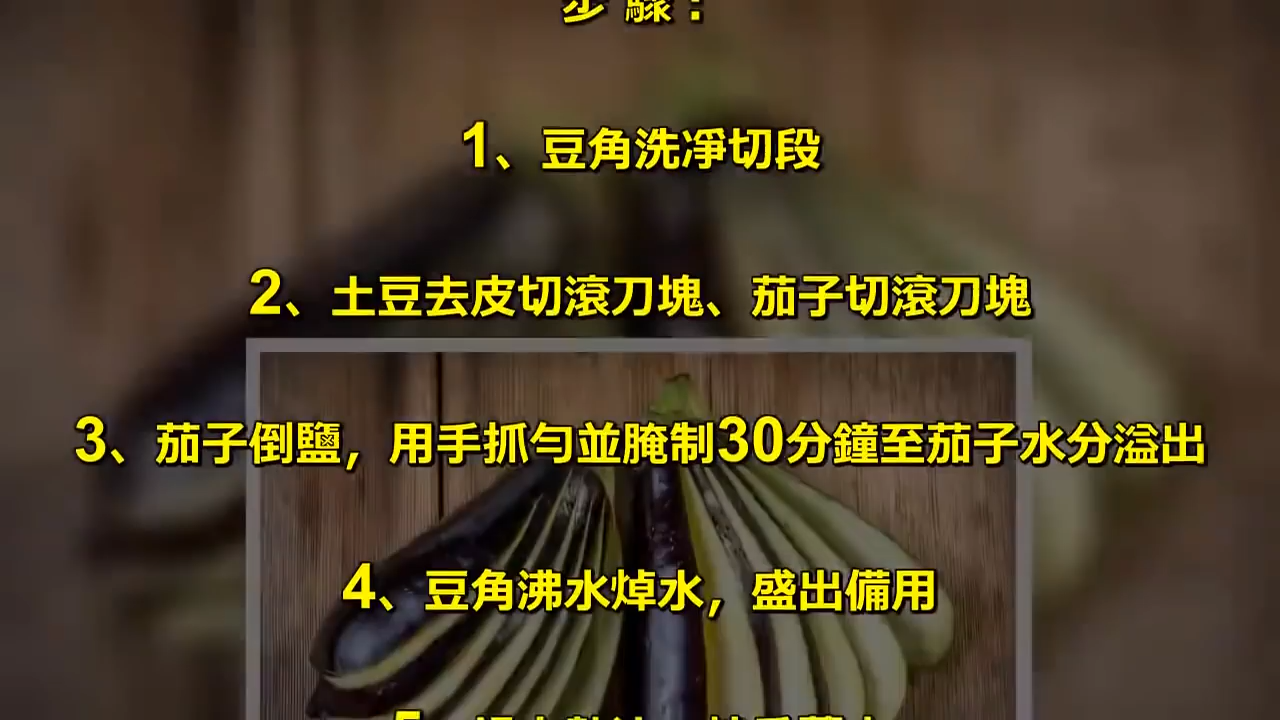 步 驟：
1、豆角洗凈切段
2、土豆去皮切滾刀塊、茄子切滾刀塊
3、茄子倒鹽，用手抓勻並腌制30分鐘至茄子水分溢出
4、豆角沸水焯水，盛出備用